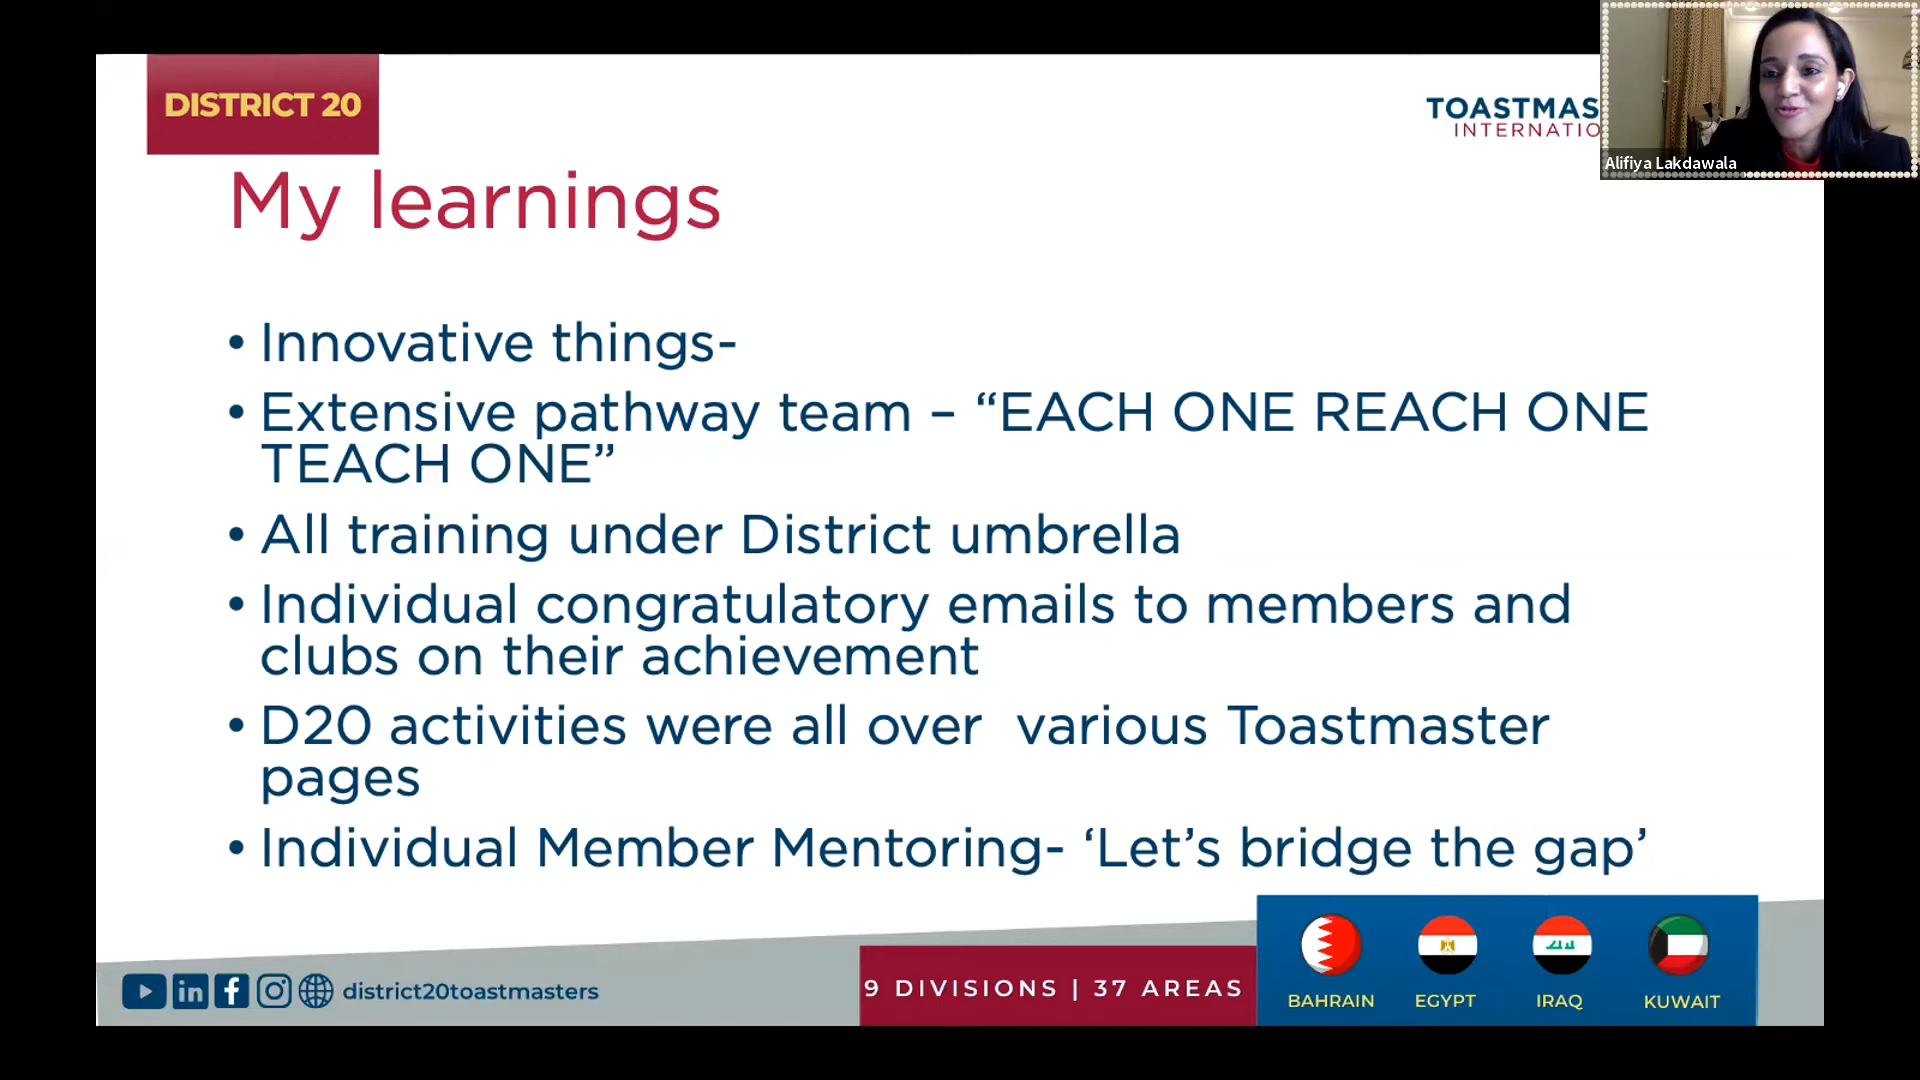 DISTRICT 20
TOASTMAS
INTERNATIO
Alifiya Lakdawala
My learnings
• Innovative things-
• Extensive pathway team – “EACH ONE REACH ONE
TEACH ONE”
• All training under District umbrella
• Individual congratulatory emails to members and
clubs on their achievement
• D20 activities were all over  various Toastmaster
pages
• Individual Member Mentoring- ‘Let’s bridge the gap’
district20toastmasters
9 DIVISIONS | 37 AREAS
BAHRAIN
EGYPT
IRAQ
KUWAIT